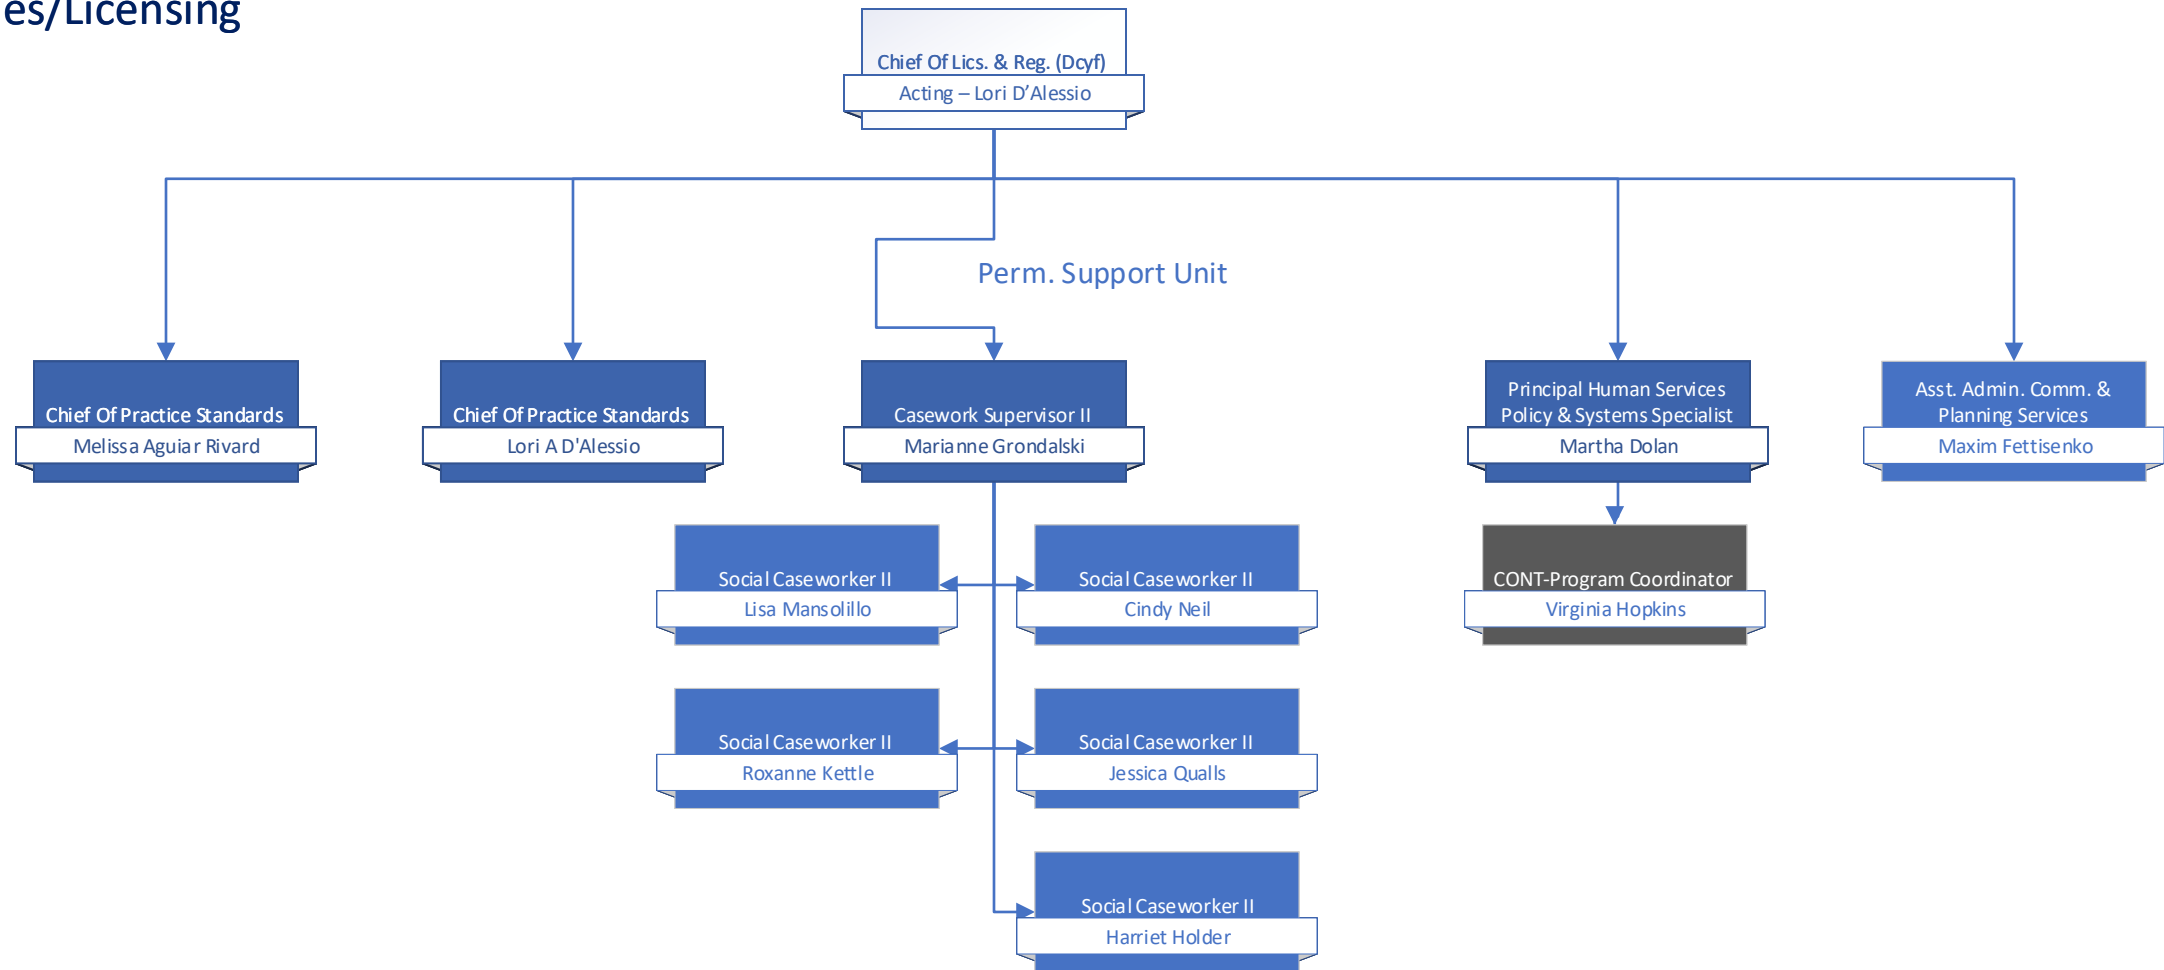 es/Licensing
Chief Of Lics. & Reg. (Dcyf)
Acting – Lori D’Alessio
Perm. Support Unit
Chief Of Practice Standards
Melissa Aguiar Rivard
Chief Of Practice Standards
Lori A D'Alessio
Casework Supervisor II
Marianne Grondalski
Principal Human Services
Policy & Systems Specialist
Martha Dolan
Asst. Admin. Comm. &
Planning Services
Maxim Fettisenko
Social Caseworker II
Lisa Mansolillo
Social Caseworker II
Cindy Neil
CONT-Program Coordinator
Virginia Hopkins
Social Caseworker II
Roxanne Kettle
Social Caseworker II
Jessica Qualls
Social Caseworker II
Harriet Holder